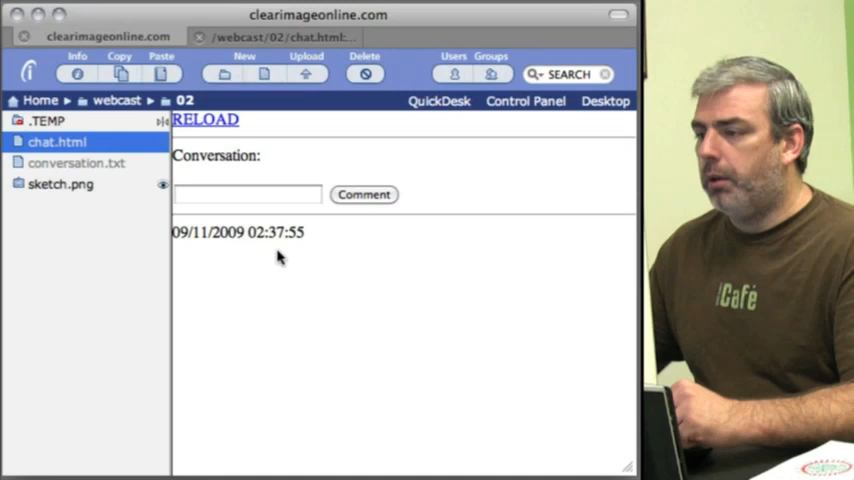 clearimageonline.com
clearimageonline.com
/webcast/02/chat.html:...
Info Copy Paste New Upload Delete Users Groups
SEARCH
Home webcast 02 QuickDesk Control Panel Desktop
.TEMP
chat.html
conversation.txt
sketch.png
RELOAD
Conversation:
Comment
09/11/2009 02:37:55
Café